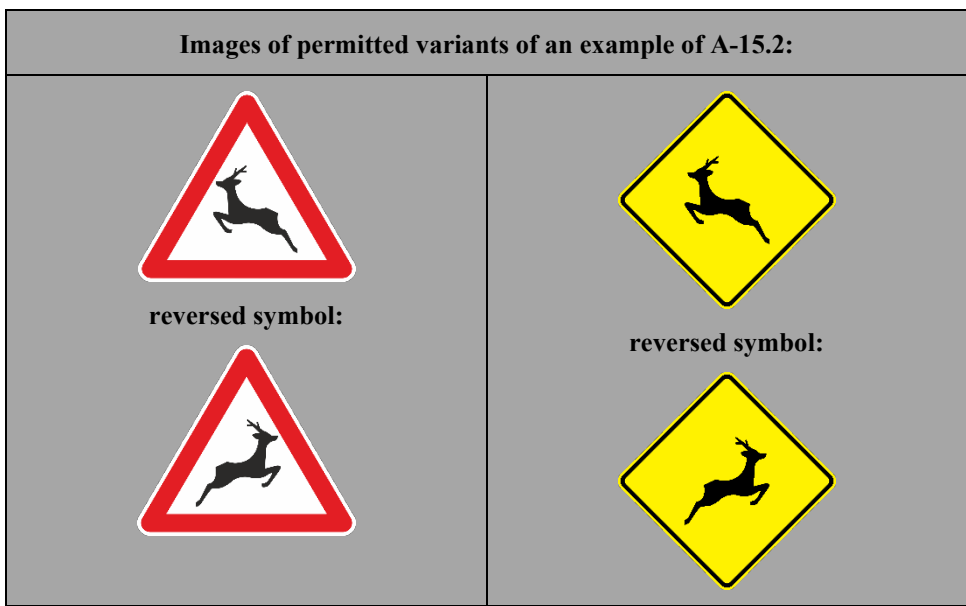 Images of permitted variants of an example of A-15.2:
reversed symbol:
reversed symbol: